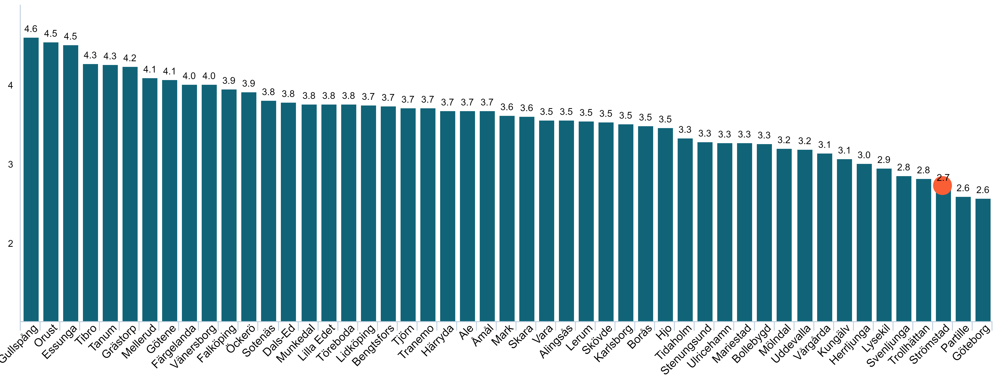 4.6 4.5 4.5 4.3 4.3 4.2 4.1 4.1 4.0 4.0 3.9 3.9 3.8 3.8 3.8 3.8 3.8 3.7 3.7 3.7 3.7 3.7 3.7 3.7 3.6 3.6 3.5 3.5 3.5 3.5 3.5 3.5 3.5 3.3 3.3 3.3 3.3 3.3 3.2 3.2 3.1 3.1 3.0 2.9 2.8 2.8 2.7 2.6 2.6
4
3
2
Gullspång
Orust
Essunga
Tibro
Tanum
Grästorp
Mellerud
Götene
Färgelanda
Vänersborg
Falköping
Öckerö
Sotenäs
Dals-Ed
Munkedal
Lilla Edet
Töreboda
Lidköping
Bengtsfors
Tjörn
Tranemo
Härryda
Ale
Åmål
Mark
Skara
Vara
Alingsås
Lerum
Skövde
Karlsborg
Borås
Hjo
Tidaholm
Stenungsund
Ulricehamn
Mariestad
Bollebygd
Mölndal
Uddevalla
Vårgårda
Kungälv
Herrljunga
Lysekil
Svenljunga
Trollhättan
Strömstad
Partille
Göteborg